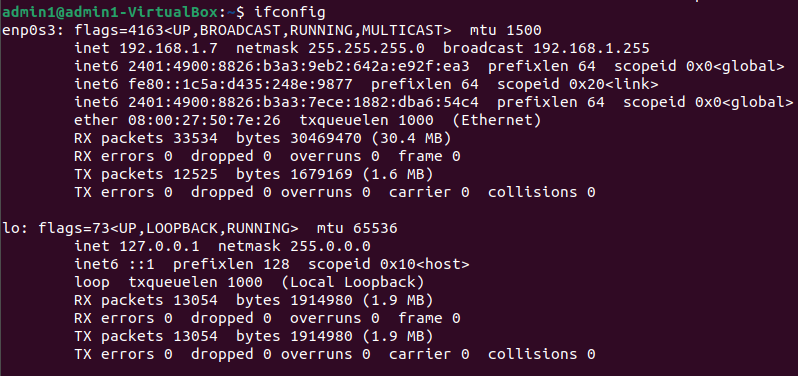 admin1@admin1-VirtualBox:~$ ifconfig
enp0s3: flags=4163<UP,BROADCAST,RUNNING,MULTICAST>  mtu 1500
        inet 192.168.1.7  netmask 255.255.255.0  broadcast 192.168.1.255
        inet6 2401:4900:8826:b3a3:9eb2:642a:e92f:ea3  prefixlen 64  scopeid 0x0<global>
        inet6 fe80::1c5a:d435:248e:9877  prefixlen 64  scopeid 0x20<link>
        inet6 2401:4900:8826:b3a3:7ece:1882:dba6:54c4  prefixlen 64  scopeid 0x0<global>
        ether 08:00:27:50:7e:26  txqueuelen 1000  (Ethernet)
        RX packets 33534  bytes 30469470 (30.4 MB)
        RX errors 0  dropped 0  overruns 0  frame 0
        TX packets 12525  bytes 1679169 (1.6 MB)
        TX errors 0  dropped 0 overruns 0  carrier 0  collisions 0

lo: flags=73<UP,LOOPBACK,RUNNING>  mtu 65536
        inet 127.0.0.1  netmask 255.0.0.0
        inet6 ::1  prefixlen 128  scopeid 0x10<host>
        loop  txqueuelen 1000  (Local Loopback)
        RX packets 13054  bytes 1914980 (1.9 MB)
        RX errors 0  dropped 0  overruns 0  frame 0
        TX packets 13054  bytes 1914980 (1.9 MB)
        TX errors 0  dropped 0 overruns 0  carrier 0  collisions 0